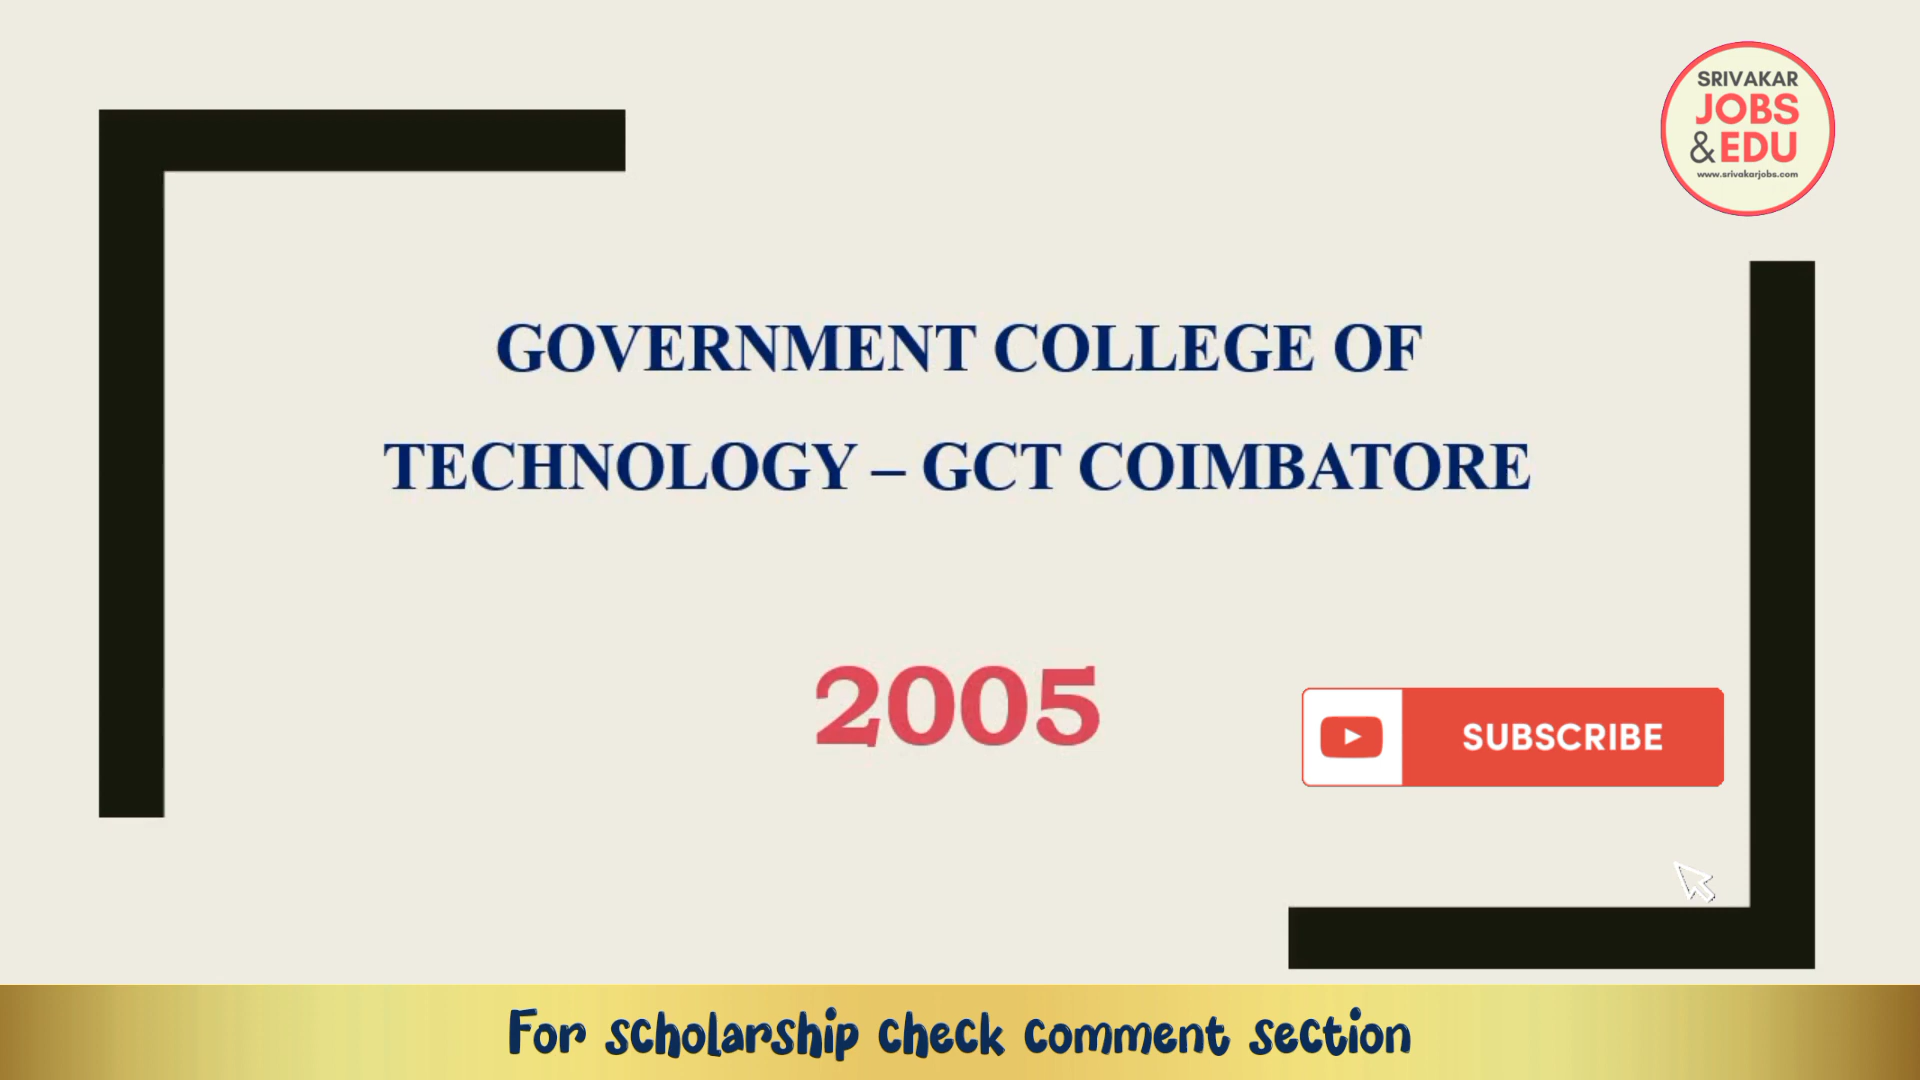 SRIVAKAR
JOBS
& EDU
www.srivakarjobs.com
GOVERNMENT COLLEGE OF
TECHNOLOGY – GCT COIMBATORE
2005
SUBSCRIBE
For scholarship check comment section